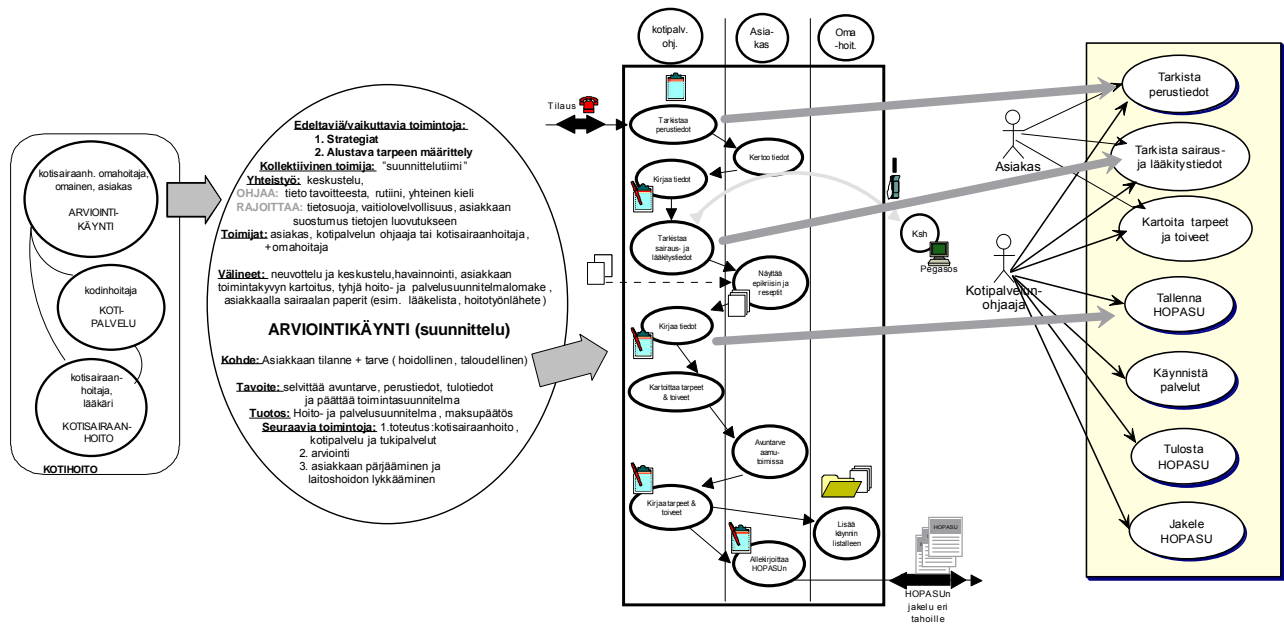 kotisairaanh. omahoitaja,
omainen, asiakas
ARVIOINTI-
KÄYNTI
kodinhoitaja
KOTI-
PALVELU
kotisairaan-
hoitaja,
lääkäri
KOTISAIRAAN-
HOITO
KOTIHOITO
Edeltäviä/vaikuttavia toimintoja:
1. Strategiat
2. Alustava tarpeen määrittely
Kollektiivinen toimija: "suunnittelutiimi"
Yhteistyö: keskustelu,
OHJAA: tieto tavoitteesta, rutiini, yhteinen kieli
RAJOITTAA: tietosuoja, vaitiolovelvollisuus, asiakkaan
suostumus tietojen luovutukseen
Toimijat: asiakas, kotipalvelun ohjaaja tai kotisairaanhoitaja,
+omahoitaja
Välineet: neuvottelu ja keskustelu,havainnointi, asiakkaan
toimintakyvyn kartoitus, tyhjä hoito- ja palvelusuunnitelmalomake,
asiakkaalla sairaalan paperit (esim. lääkelista, hoitotyönlähete)
ARVIOINTIKÄYNTI (suunnittelu)
Kohde: Asiakkaan tilanne + tarve (hoidollinen, taloudellinen)
Tavoite: selvittää avuntarve, perustiedot, tulotiedot
ja päättää toimintasuunnitelma
Tuotos: Hoito- ja palvelusuunnitelma, maksupäätös
Seuraavia toimintoja: 1.toteutus:kotisairaanhoito,
kotipalvelu ja tukipalvelut
2. arviointi
3. asiakkaan pärjääminen ja
laitoshoidon lykkääminen
kotipalv.
ohj.
Asia-
kas
Oma
-hoit.
Tilaus
Tarkistaa
perustiedot
Kertoo tiedot
Kirjaa tiedot
Tarkistaa
sairaus- ja
lääkitystiedot
Näyttää
epikriisin ja
reseptit
Kirjaa tiedot
Kartoittaa tarpeet
& toiveet
Avuntarve
aamu-
toimissa
Kirjaa tarpeet &
toiveet
Lisää
käynnin
listalleen
Allekirjoittaa
HOPASUn
Ksh
Pegasos
HOPASU
HOPASU
HOPASU
HOPASUn
jakelu eri
tahoille
Asiakas
Kotipalvelun-
ohjaaja
Tarkista
perustiedot
Tarkista sairaus-
ja lääkitystiedot
Kartoita tarpeet
ja toiveet
Tallenna
HOPASU
Käynnistä
palvelut
Tulosta
HOPASU
Jakele
HOPASU